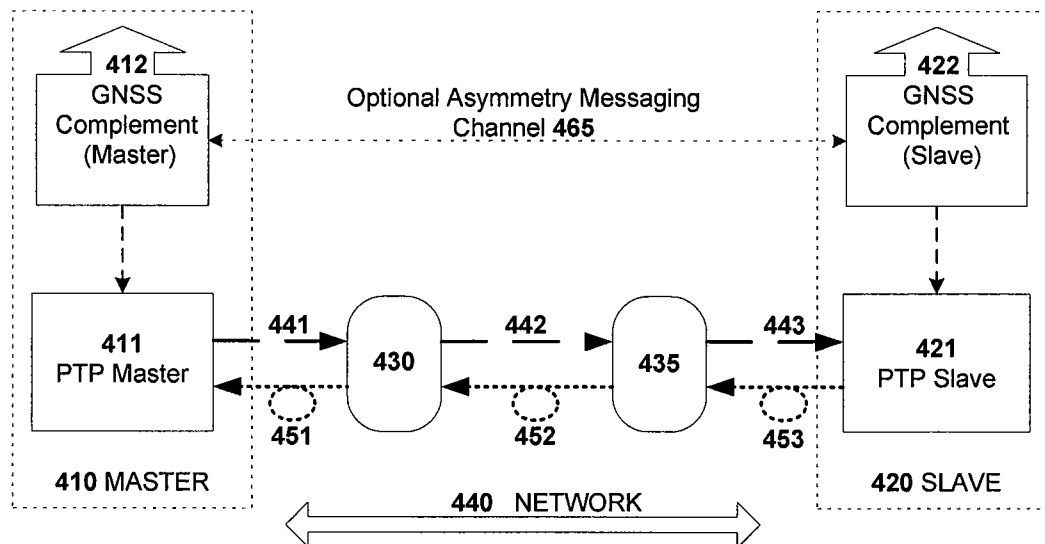 412
GNSS
Complement
(Master)
Optional Asymmetry Messaging
Channel 465
422
GNSS
Complement
(Slave)
411
PTP Master
441
430
442
435
443
421
PTP Slave
451
452
453
410 MASTER
440 NETWORK
420 SLAVE